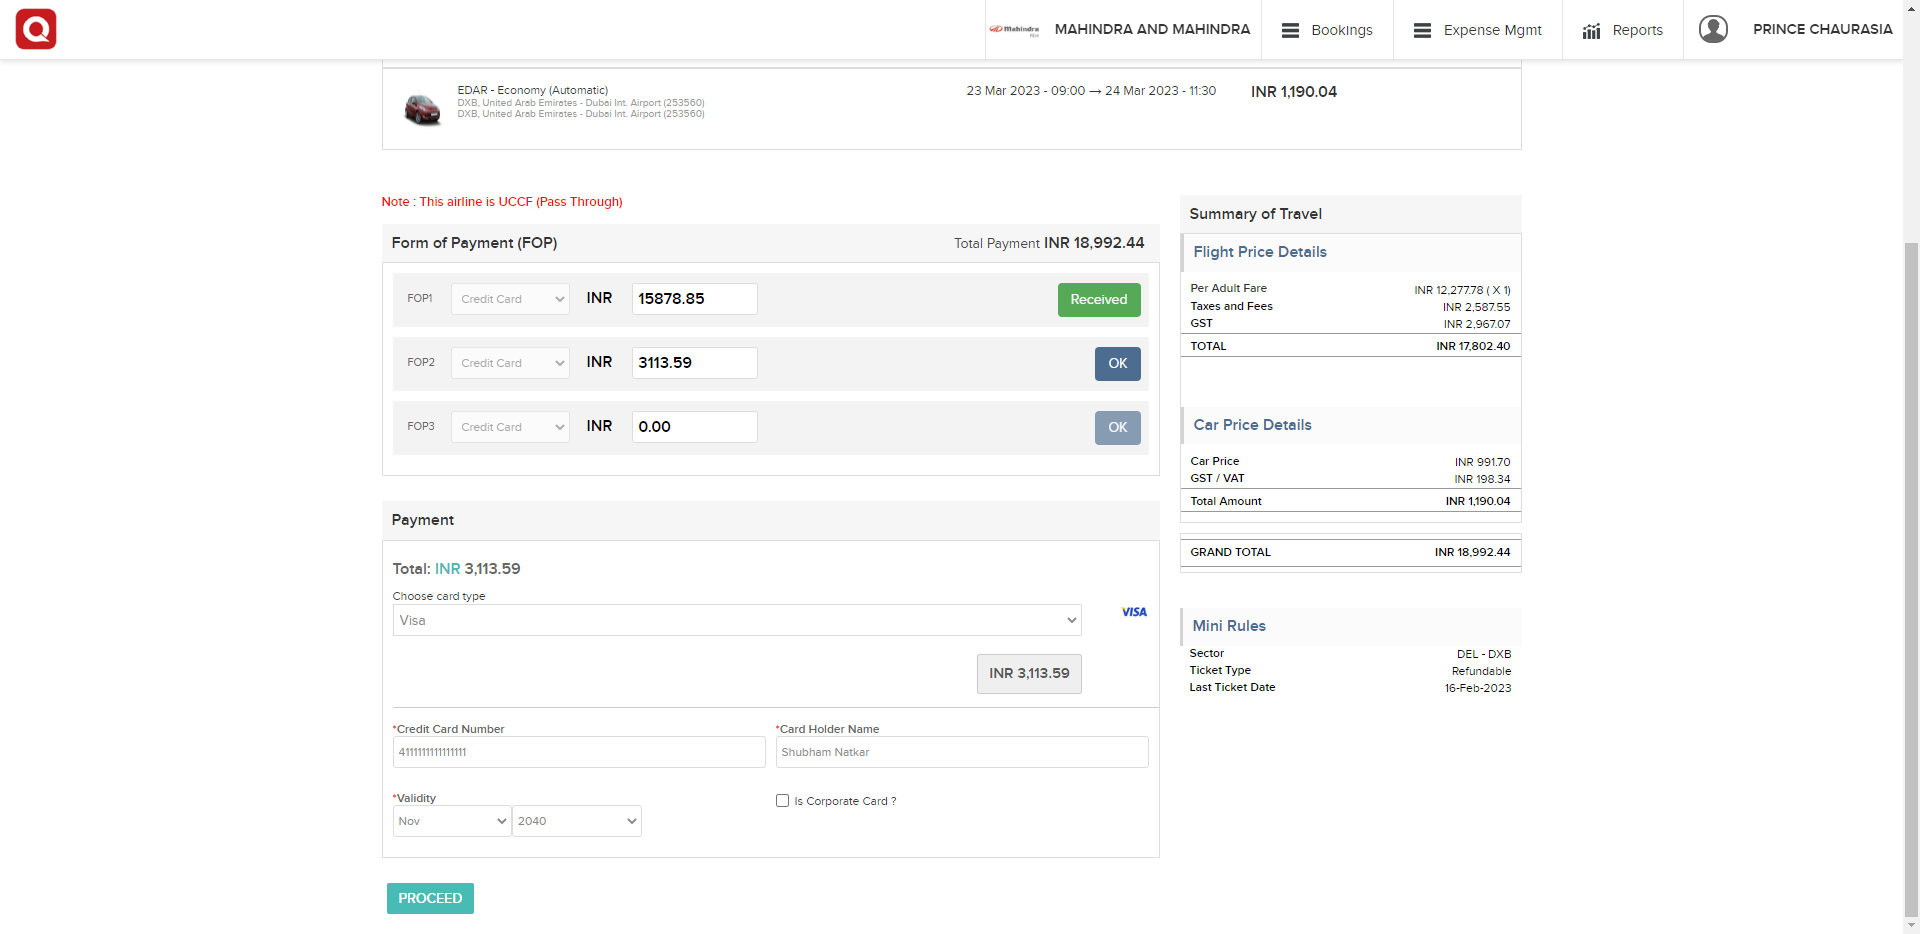 Mahindra
MAHINDRA AND MAHINDRA
Bookings
Expense Mgmt
Reports
PRINCE CHAURASIA
EDAR - Economy (Automatic)
DXB, United Arab Emirates - Dubai Int. Airport (253560)
DXB, United Arab Emirates - Dubai Int. Airport (253560)
23 Mar 2023 - 09:00 → 24 Mar 2023 - 11:30
INR 1,190.04
Note : This airline is UCCF (Pass Through)
Form of Payment (FOP)
Total Payment INR 18,992.44
FOP1 Credit Card INR 15878.85 Received
FOP2 Credit Card INR 3113.59 OK
FOP3 Credit Card INR 0.00 OK
Payment
Total: INR 3,113.59
Choose card type
Visa
VISA
INR 3,113.59
*Credit Card Number
4111111111111111
*Card Holder Name
Shubham Natkar
*Validity
Nov 2040
Is Corporate Card ?
PROCEED
Summary of Travel
Flight Price Details
Per Adult Fare INR 12,277.78 ( X 1)
Taxes and Fees INR 2,587.55
GST INR 2,967.07
TOTAL INR 17,802.40
Car Price Details
Car Price INR 991.70
GST / VAT INR 198.34
Total Amount INR 1,190.04
GRAND TOTAL INR 18,992.44
Mini Rules
Sector DEL - DXB
Ticket Type Refundable
Last Ticket Date 16-Feb-2023